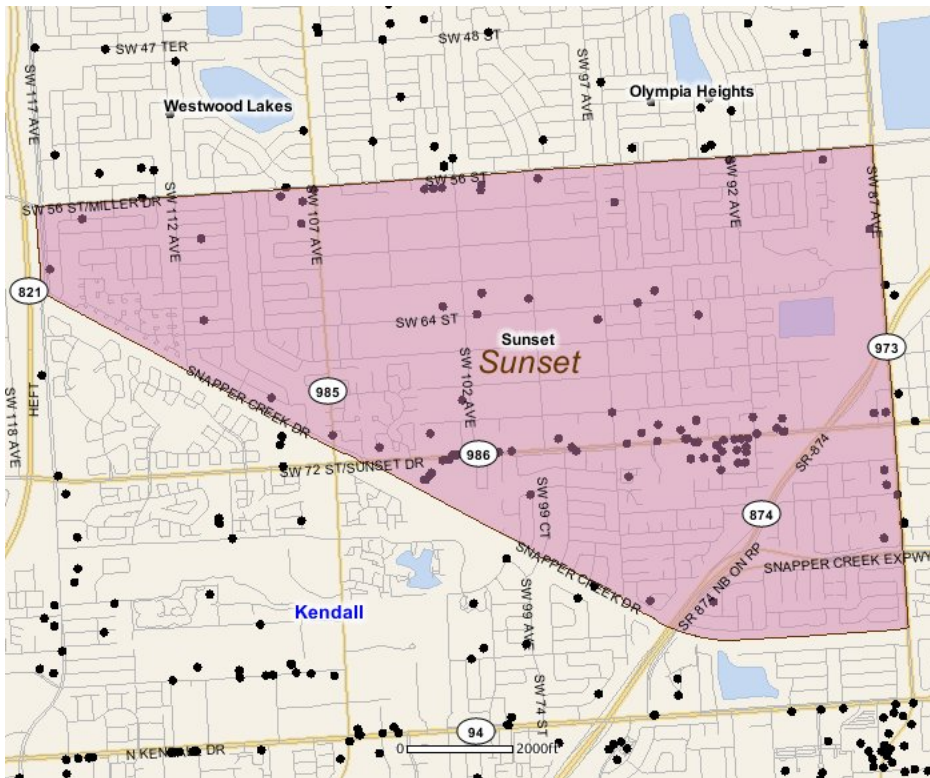 SW 47 TER
SW 48 ST
SW 117 AVE
Westwood Lakes
SW 97 AVE
Olympia Heights
SW 56 ST
SW 56 ST/MILLER DR
SW 112 AVE
SW 107 AVE
SW 92 AVE
SW 87 AVE
821
SW 64 ST
Sunset
Sunset
973
SW 102 AVE
HEFT
SNAPPER CREEK DR
985
SW 118 AVE
SW 72 ST/SUNSET DR
986
SR-874
SW 99 CT
874
SNAPPER CREEK DR
SR 874 NB ON RP
SNAPPER CREEK EXPWY
Kendall
SW 99 AVE
SW 74 ST
N KENDALL DR
94
0
2000ft